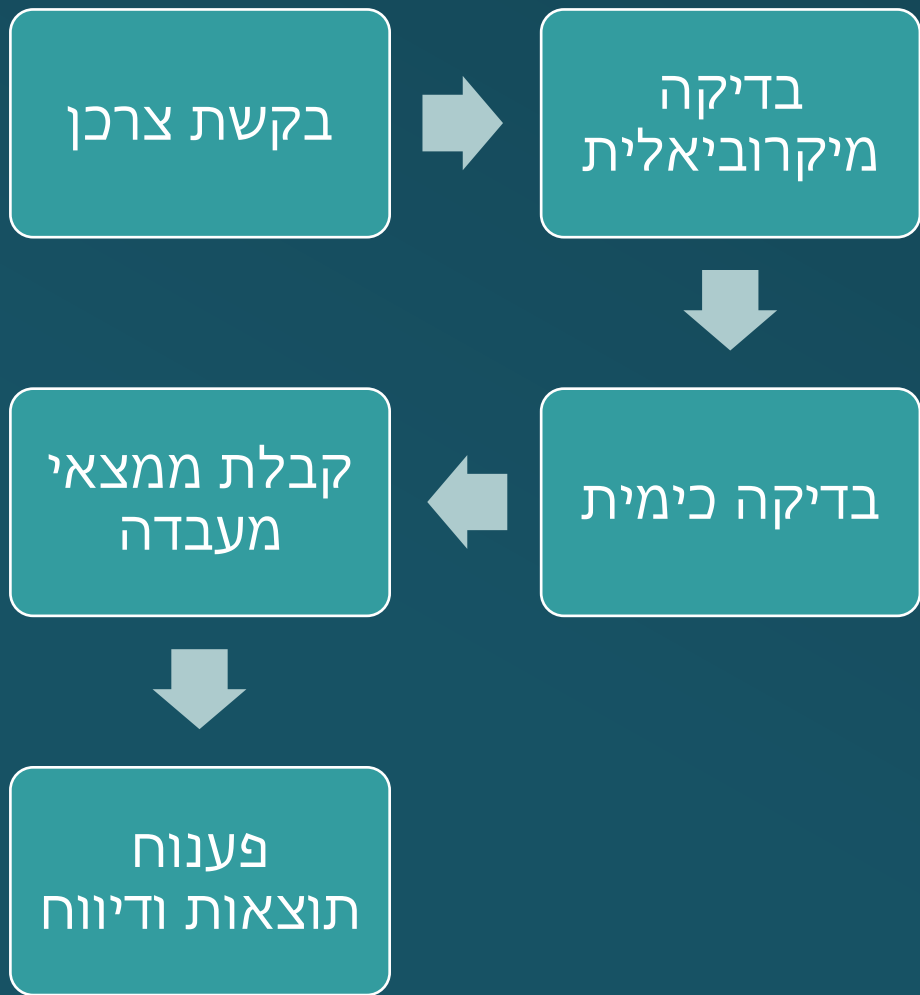 בקשת צרכן
בדיקה
מיקרוביאלית
בדיקה כימית
קבלת ממצאי
מעבדה
פענוח
תוצאות ודיווח